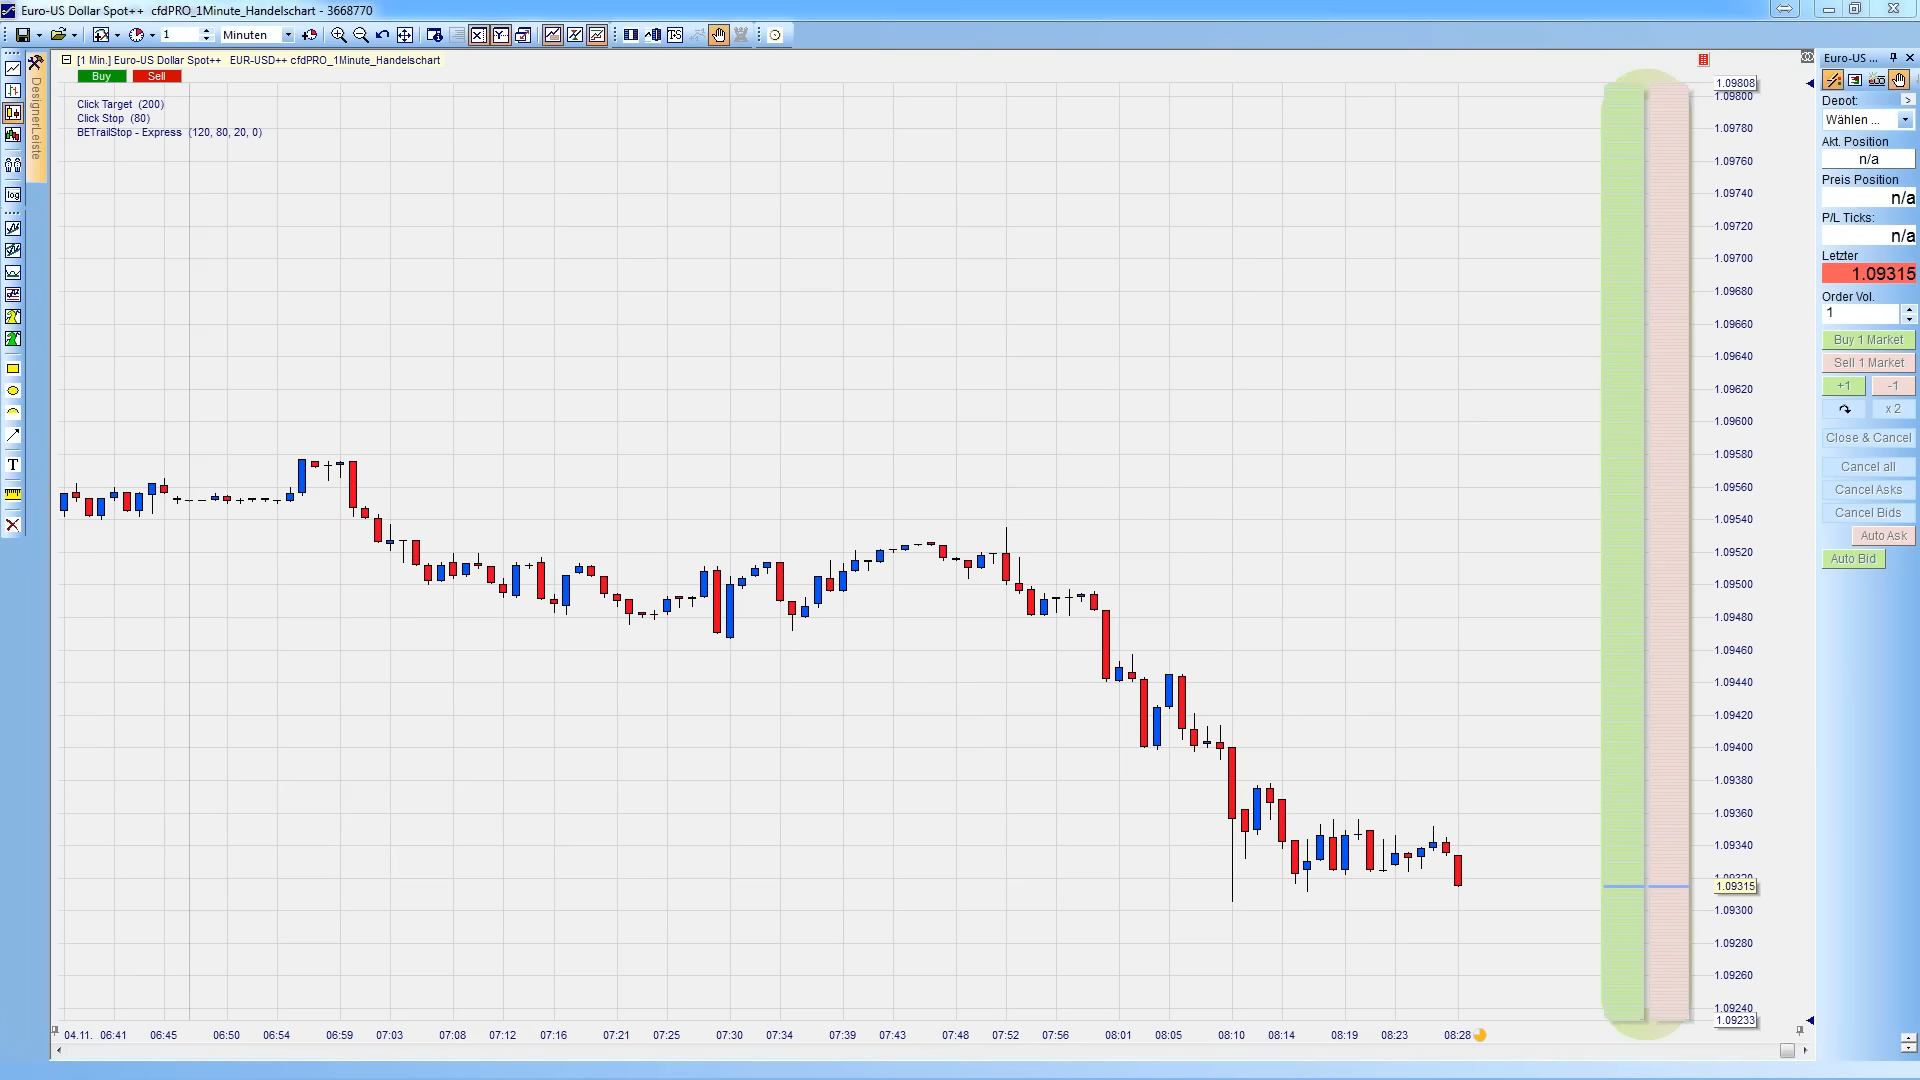 Euro-US Dollar Spot++   cfdPRO_1Minute_Handelschart - 3668770
1
Minuten
T-S
DesignerLeiste
log
T
[1 Min.] Euro-US Dollar Spot++   EUR-USD++ cfdPRO_1Minute_Handelschart
Buy
Sell
Click Target  (200)
Click Stop  (80)
BETrailStop - Express  (120, 80, 20, 0)
1.09808
1.09800
1.09780
1.09760
1.09740
1.09720
1.09700
1.09680
1.09660
1.09640
1.09620
1.09600
1.09580
1.09560
1.09540
1.09520
1.09500
1.09480
1.09460
1.09440
1.09420
1.09400
1.09380
1.09360
1.09340
1.09320
1.09315
1.09300
1.09280
1.09260
1.09240
1.09233
04.11.  06:41  06:45  06:50  06:54  06:59  07:03  07:08  07:12  07:16  07:21  07:25  07:30  07:34  07:39  07:43  07:48  07:52  07:56  08:01  08:05  08:10  08:14  08:19  08:23  08:28
Euro-US ...
Depot:
>
Wählen ...
Akt. Position
n/a
Preis Position
n/a
P/L Ticks:
n/a
Letzter
1.09315
Order Vol.
1
Buy 1 Market
Sell 1 Market
+1
-1
x 2
Close & Cancel
Cancel all
Cancel Asks
Cancel Bids
Auto Ask
Auto Bid